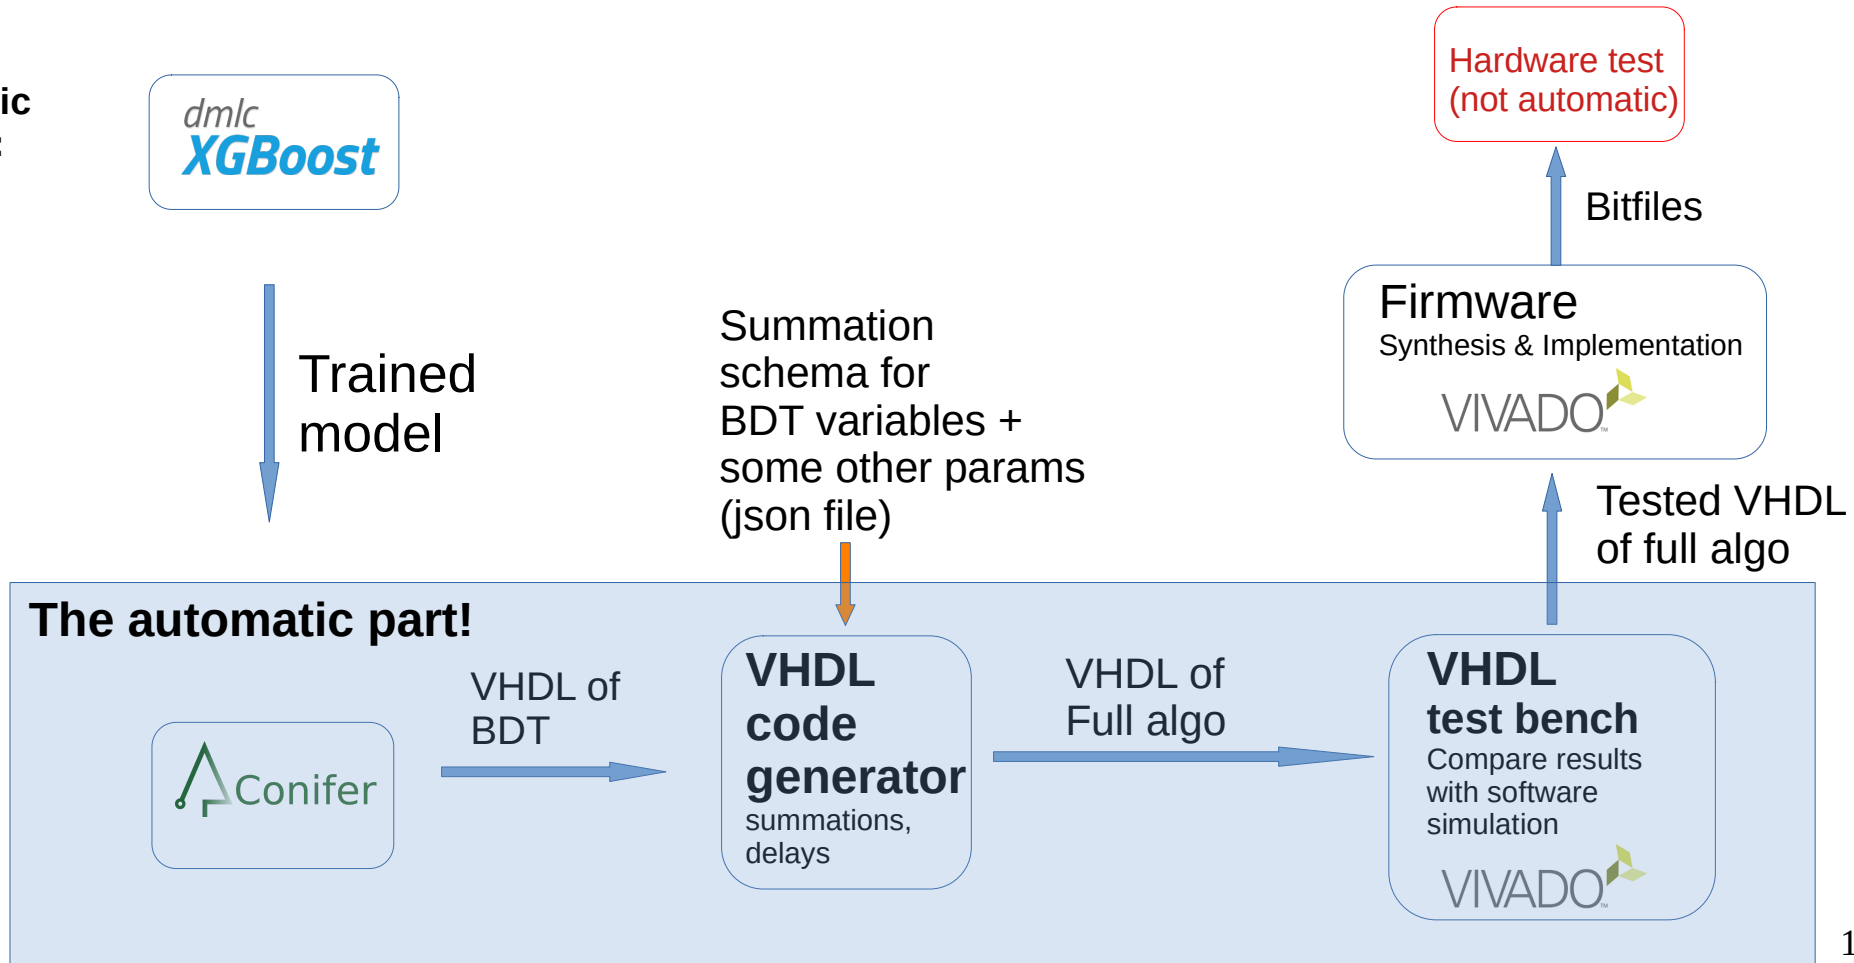 ic
:
dmlc
XGBoost
Hardware test
(not automatic)
Bitfiles
Firmware
Synthesis & Implementation
VIVADO™
Trained
model
Summation
schema for
BDT variables +
some other params
(json file)
Tested VHDL
of full algo
The automatic part!
Conifer
VHDL of
BDT
VHDL
code
generator
summations,
delays
VHDL of
Full algo
VHDL
test bench
Compare results
with software
simulation
VIVADO™
1